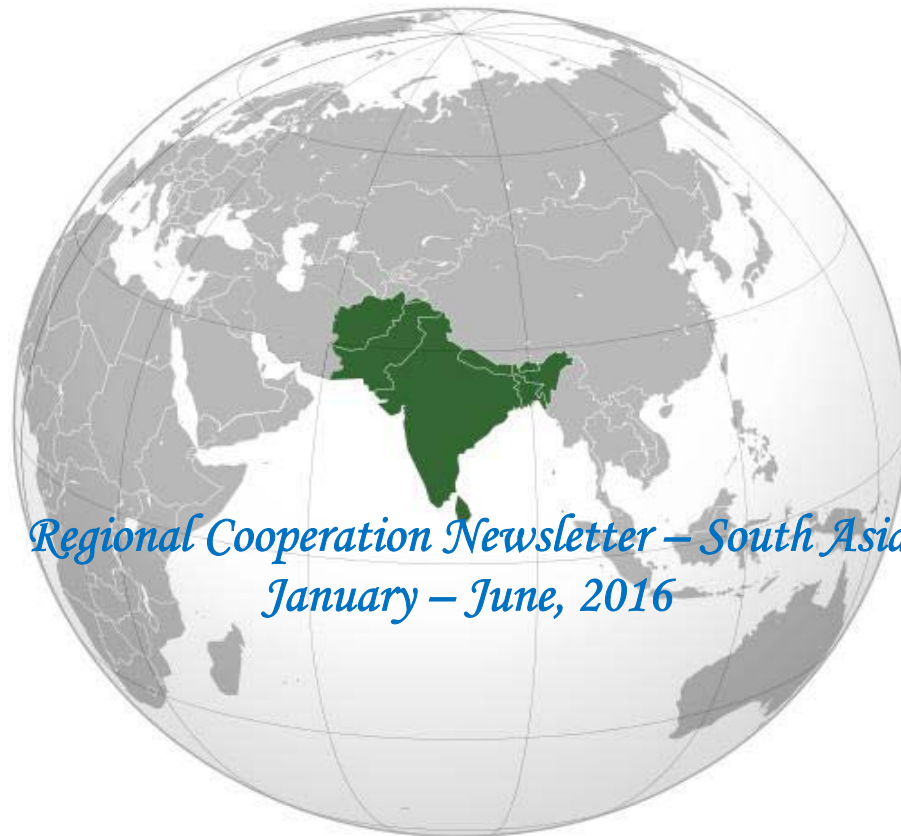 Regional Cooperation Newsletter – South Asia
January – June, 2016